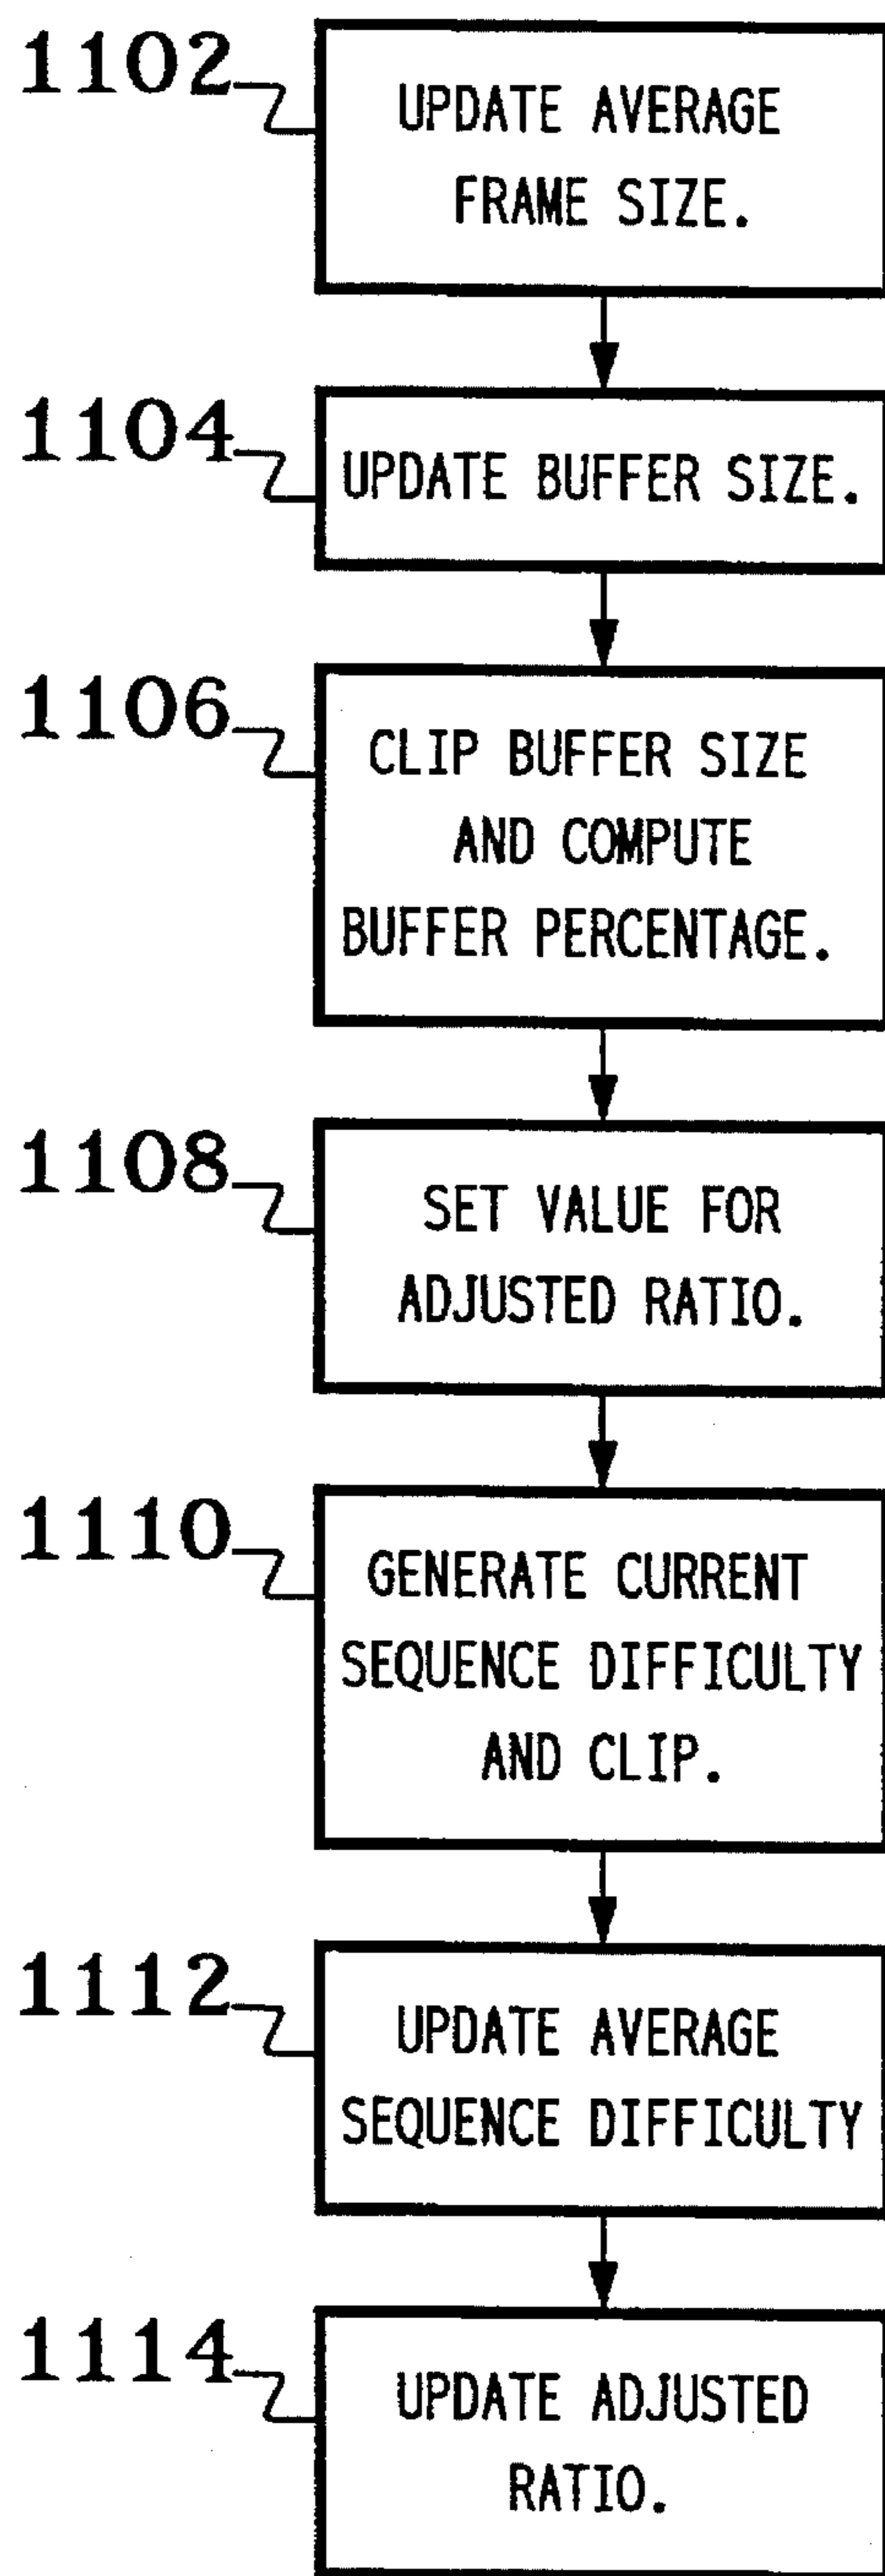 1102
UPDATE AVERAGE
FRAME SIZE.
1104
UPDATE BUFFER SIZE.
1106
CLIP BUFFER SIZE
AND COMPUTE
BUFFER PERCENTAGE.
1108
SET VALUE FOR
ADJUSTED RATIO.
1110
GENERATE CURRENT
SEQUENCE DIFFICULTY
AND CLIP.
1112
UPDATE AVERAGE
SEQUENCE DIFFICULTY
1114
UPDATE ADJUSTED
RATIO.